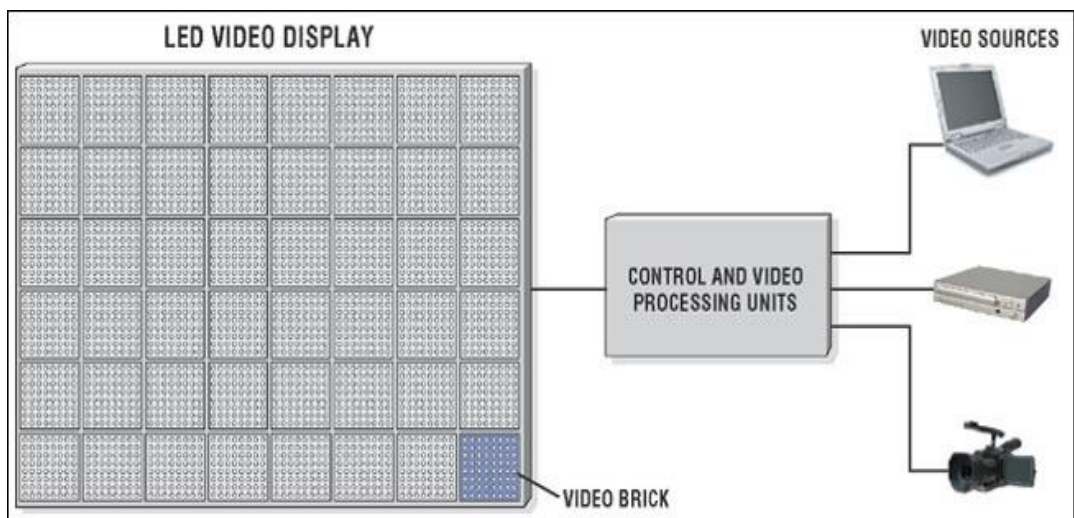 LED VIDEO DISPLAY
VIDEO SOURCES
CONTROL AND VIDEO
PROCESSING UNITS
VIDEO BRICK